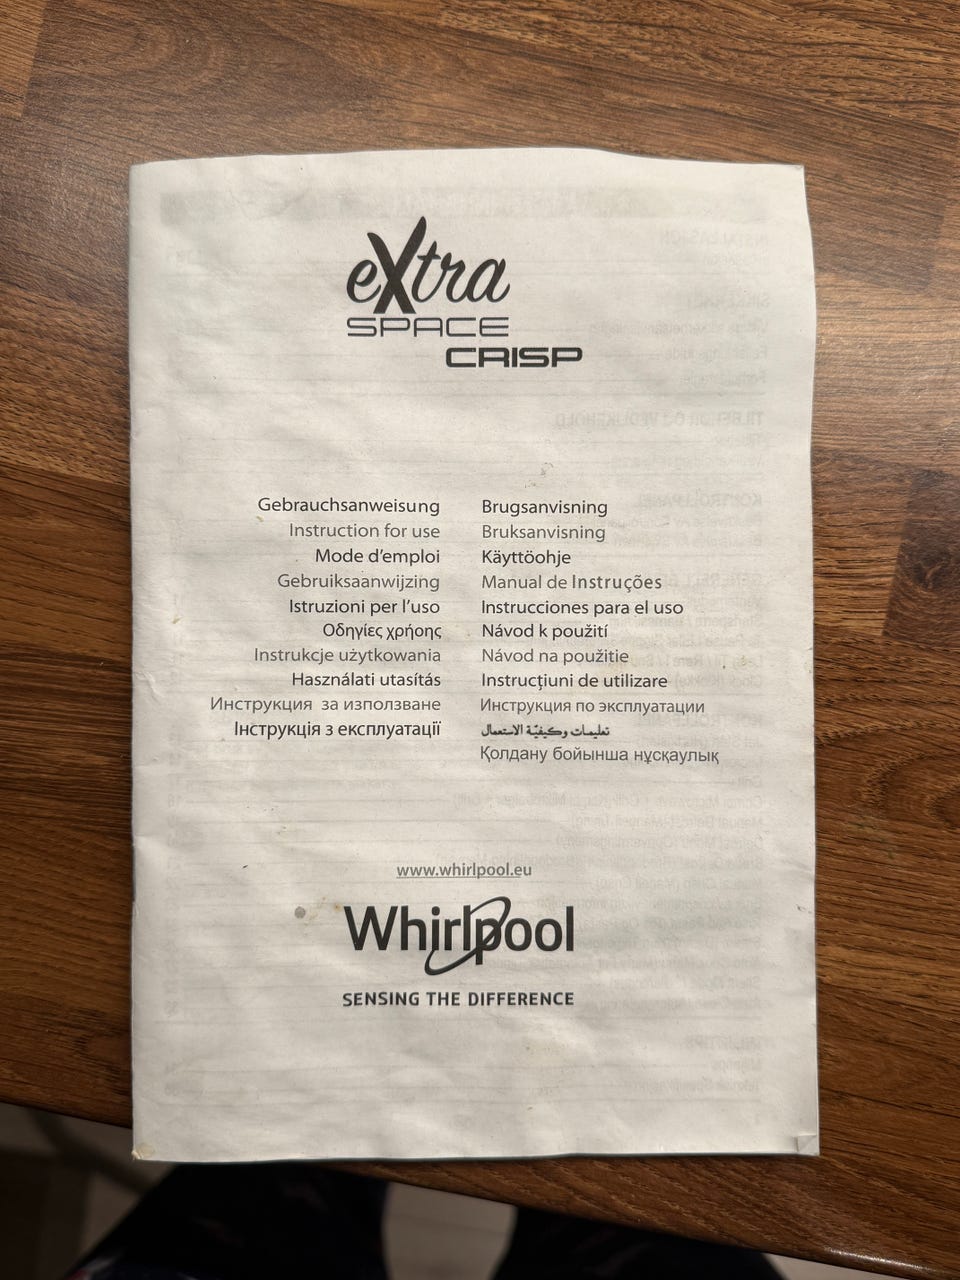 eXtra
SPACE
CRISP
Gebrauchsanweisung
Instruction for use
Mode d’emploi
Gebruiksaanwijzing
Istruzioni per l’uso
Οδηγίες χρήσης
Instrukcje użytkowania
Használati utasítás
Инструкция за използване
Інструкція з експлуатації
Brugsanvisning
Bruksanvisning
Käyttöohje
Manual de Instruções
Instrucciones para el uso
Návod k použití
Návod na použitie
Instrucțiuni de utilizare
Инструкция по эксплуатации
تعليمات وكيفيّة الاستعمال
Қолдану бойынша нұсқаулық
www.whirlpool.eu
Whirlpool
SENSING THE DIFFERENCE